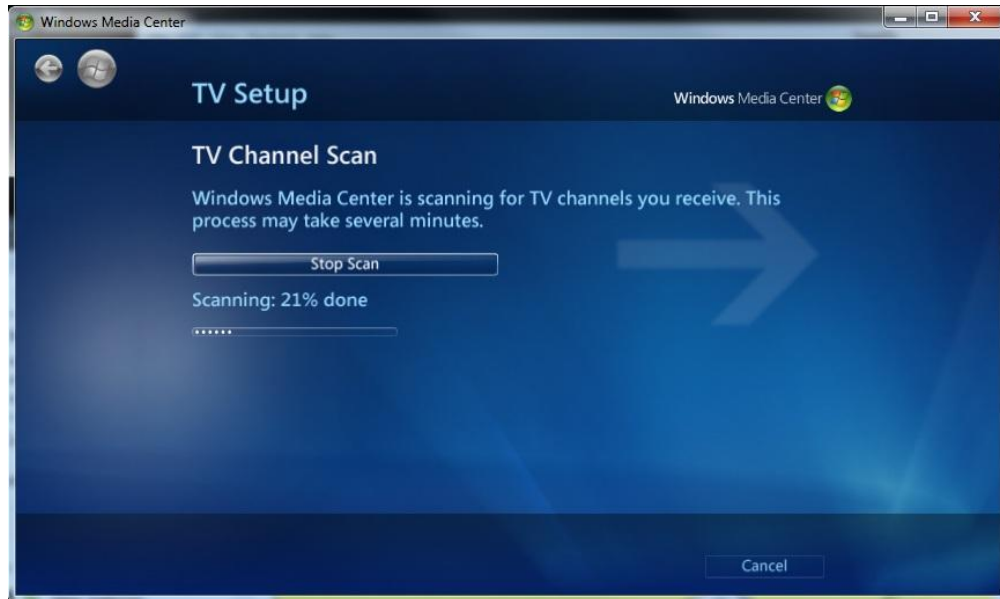 Windows Media Center
TV Setup
Windows Media Center
TV Channel Scan
Windows Media Center is scanning for TV channels you receive. This
process may take several minutes.
Stop Scan
Scanning: 21% done
Cancel